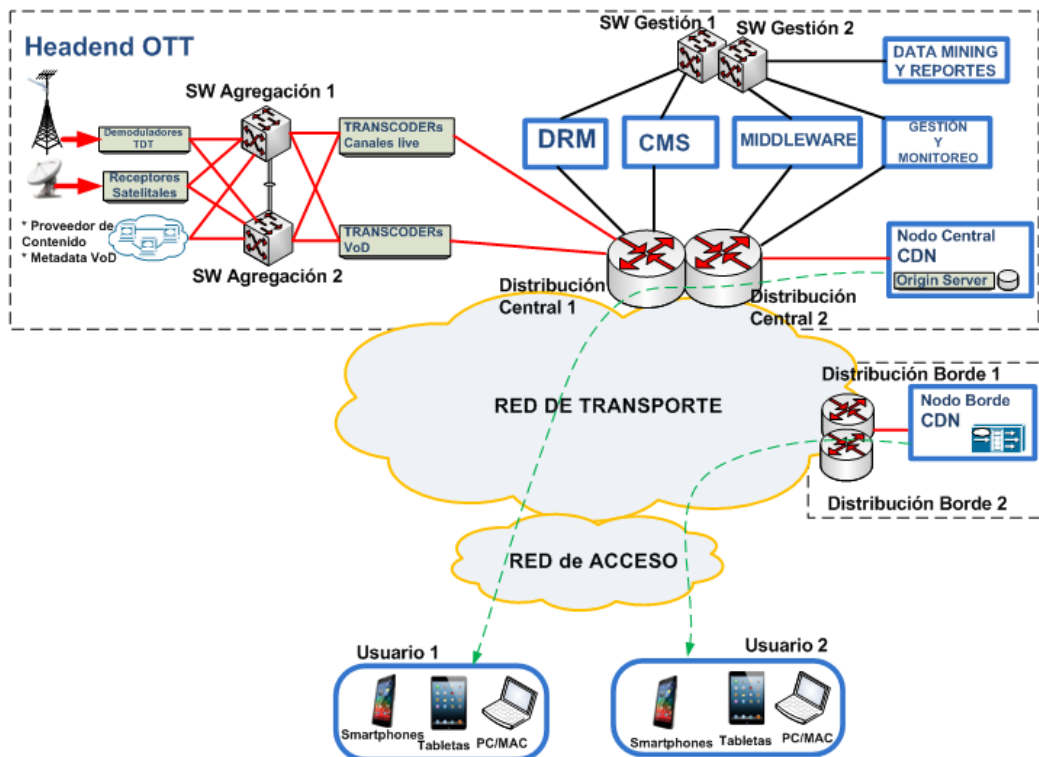 Headend OTT
SW Gestión 1
SW Gestión 2
DATA MINING
Y REPORTES
SW Agregación 1
Demoduladores
TDT
TRANSCODERs
Canales live
DRM
CMS
MIDDLEWARE
GESTIÓN
Y
MONITOREO
Receptores
Satelitales
* Proveedor de
Contenido
* Metadata VoD
TRANSCODERs
VoD
SW Agregación 2
Nodo Central
CDN
Origin Server
Distribución
Central 1
Distribución
Central 2
RED DE TRANSPORTE
Distribución Borde 1
Nodo Borde
CDN
Distribución Borde 2
RED de ACCESO
Usuario 1
Smartphones
Tabletas
PC/MAC
Usuario 2
Smartphones
Tabletas
PC/MAC